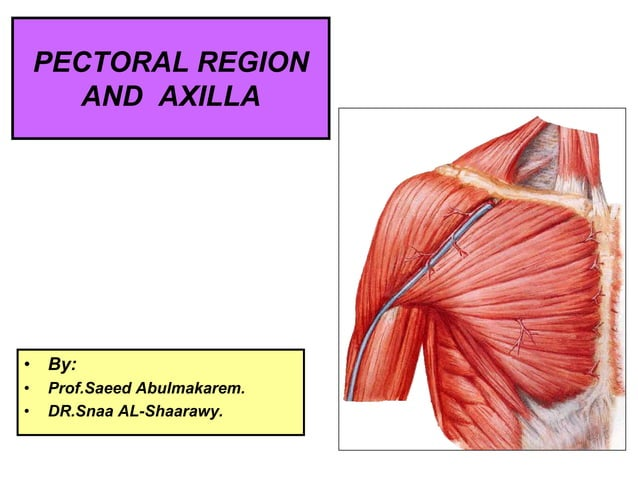 PECTORAL REGION
AND  AXILLA
• By:
• Prof.Saeed Abulmakarem.
• DR.Snaa AL-Shaarawy.